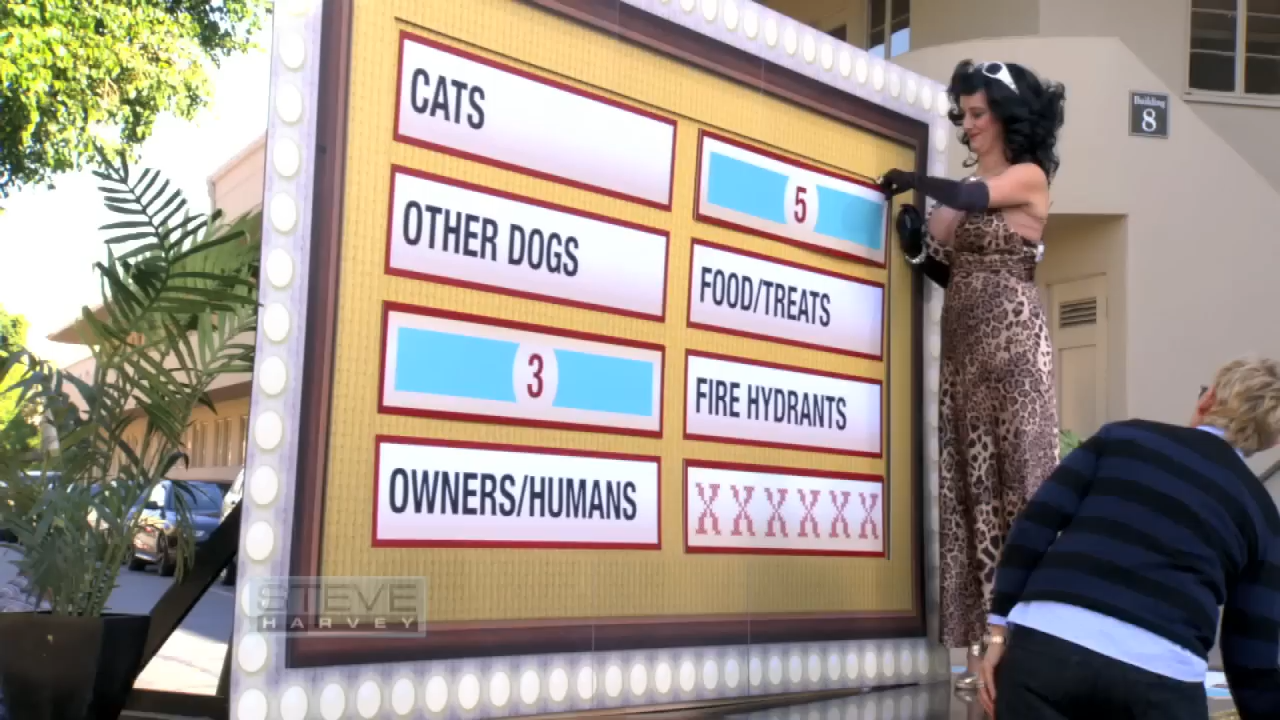 CATS
OTHER DOGS
3
OWNERS/HUMANS
5
FOOD/TREATS
FIRE HYDRANTS
XXXXXX
Building
8
STEVE
HARVEY